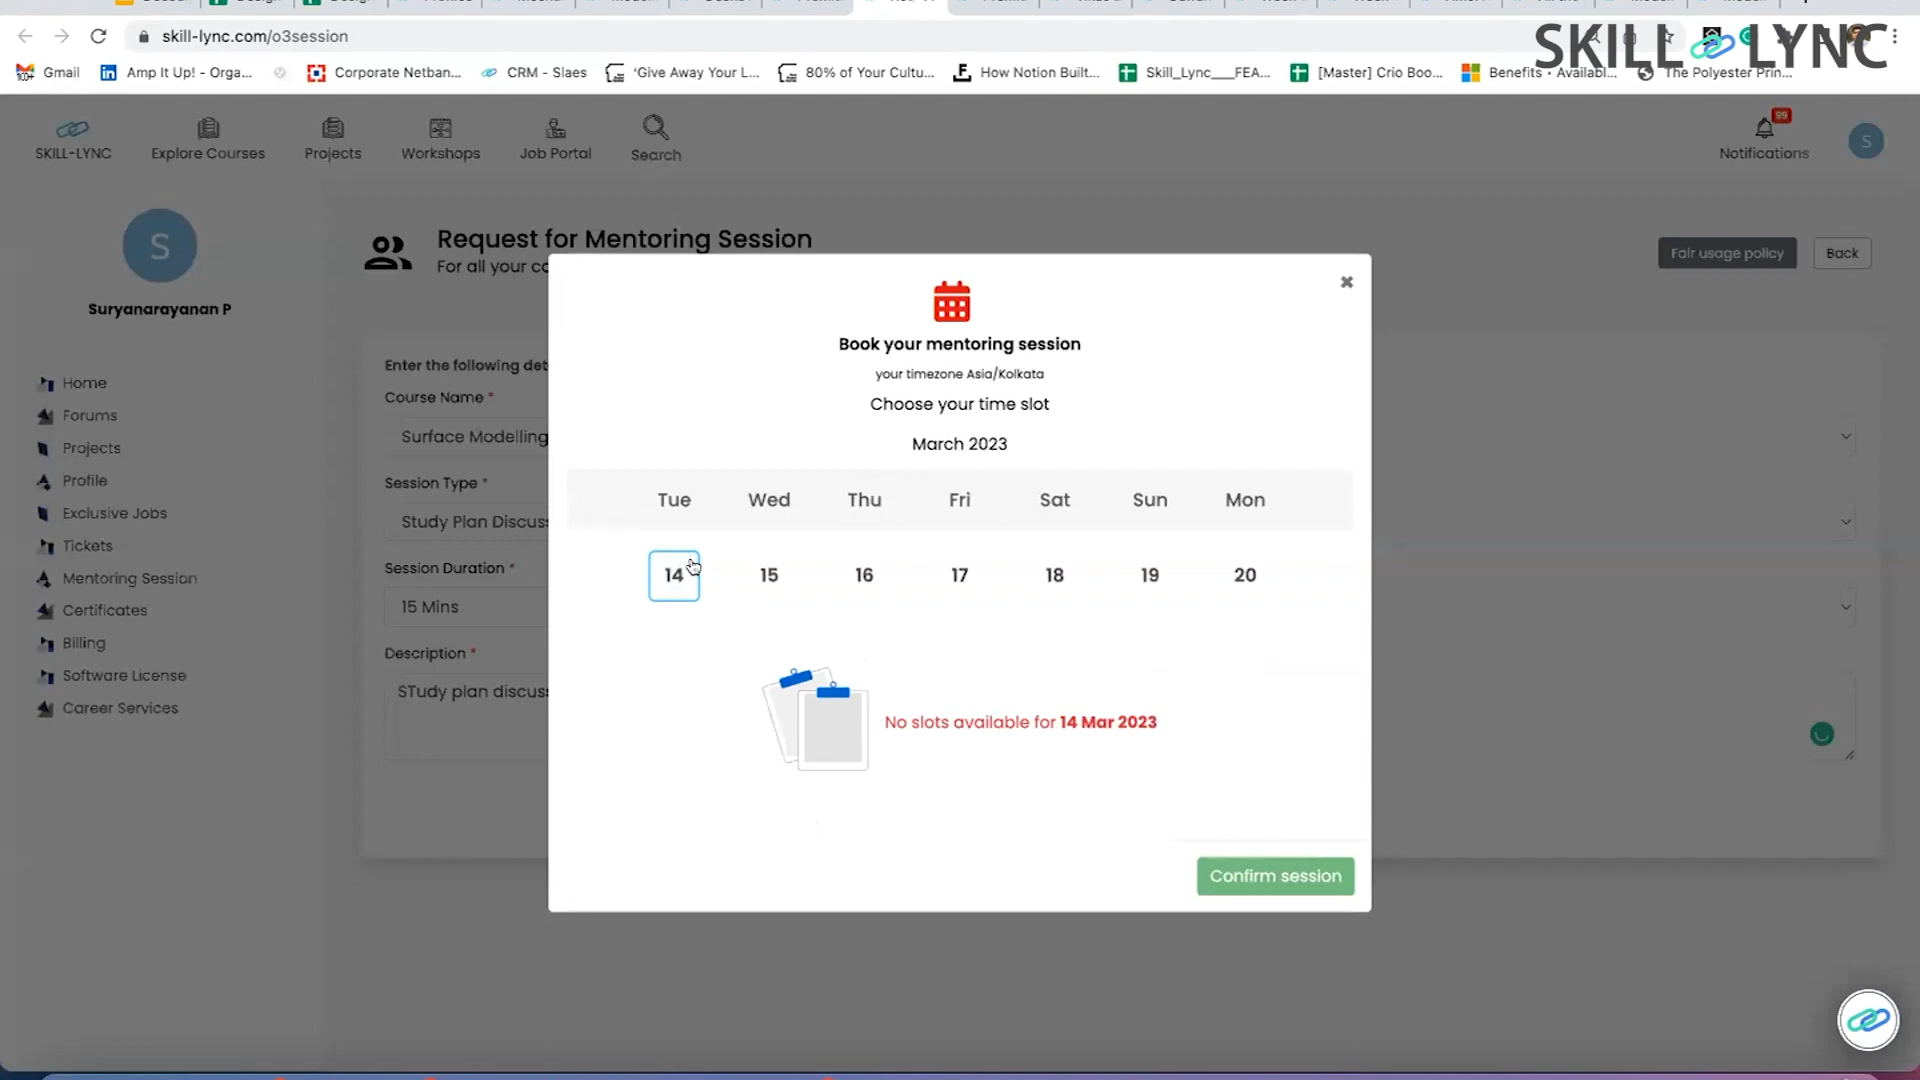 skill-lync.com/o3session
SKILL LYNC
Gmail
Amp It Up! - Orga...
Corporate Netban...
CRM - Slaes
'Give Away Your L...
80% of Your Cultu...
How Notion Built...
Skill_Lync___FEA...
[Master] Crio Boo...
Benefits • Availabl...
The Polyester Prin...
SKILL-LYNC
Explore Courses
Projects
Workshops
Job Portal
Search
99
Notifications
S
S
Suryanarayanan P
Home
Forums
Projects
Profile
Exclusive Jobs
Tickets
Mentoring Session
Certificates
Billing
Software License
Career Services
Request for Mentoring Session
For all your co
Fair usage policy
Back
Enter the following det
Course Name *
Surface Modelling
Session Type *
Study Plan Discuss
Session Duration *
15 Mins
Description *
STudy plan discuss
Book your mentoring session
your timezone Asia/Kolkata
Choose your time slot
March 2023
Tue Wed Thu Fri Sat Sun Mon
14 15 16 17 18 19 20
No slots available for 14 Mar 2023
Confirm session